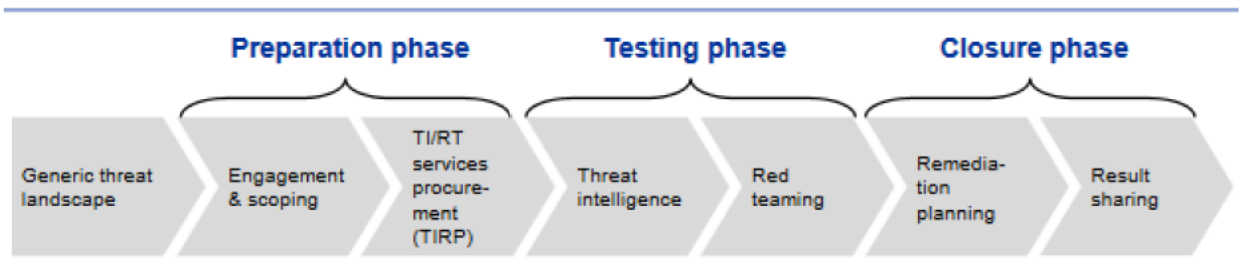 Preparation phase
Testing phase
Closure phase
Generic threat
landscape
Engagement
& scoping
TI/RT
services
procure-
ment
(TIRP)
Threat
intelligence
Red
teaming
Remedia-
tion
planning
Result
sharing